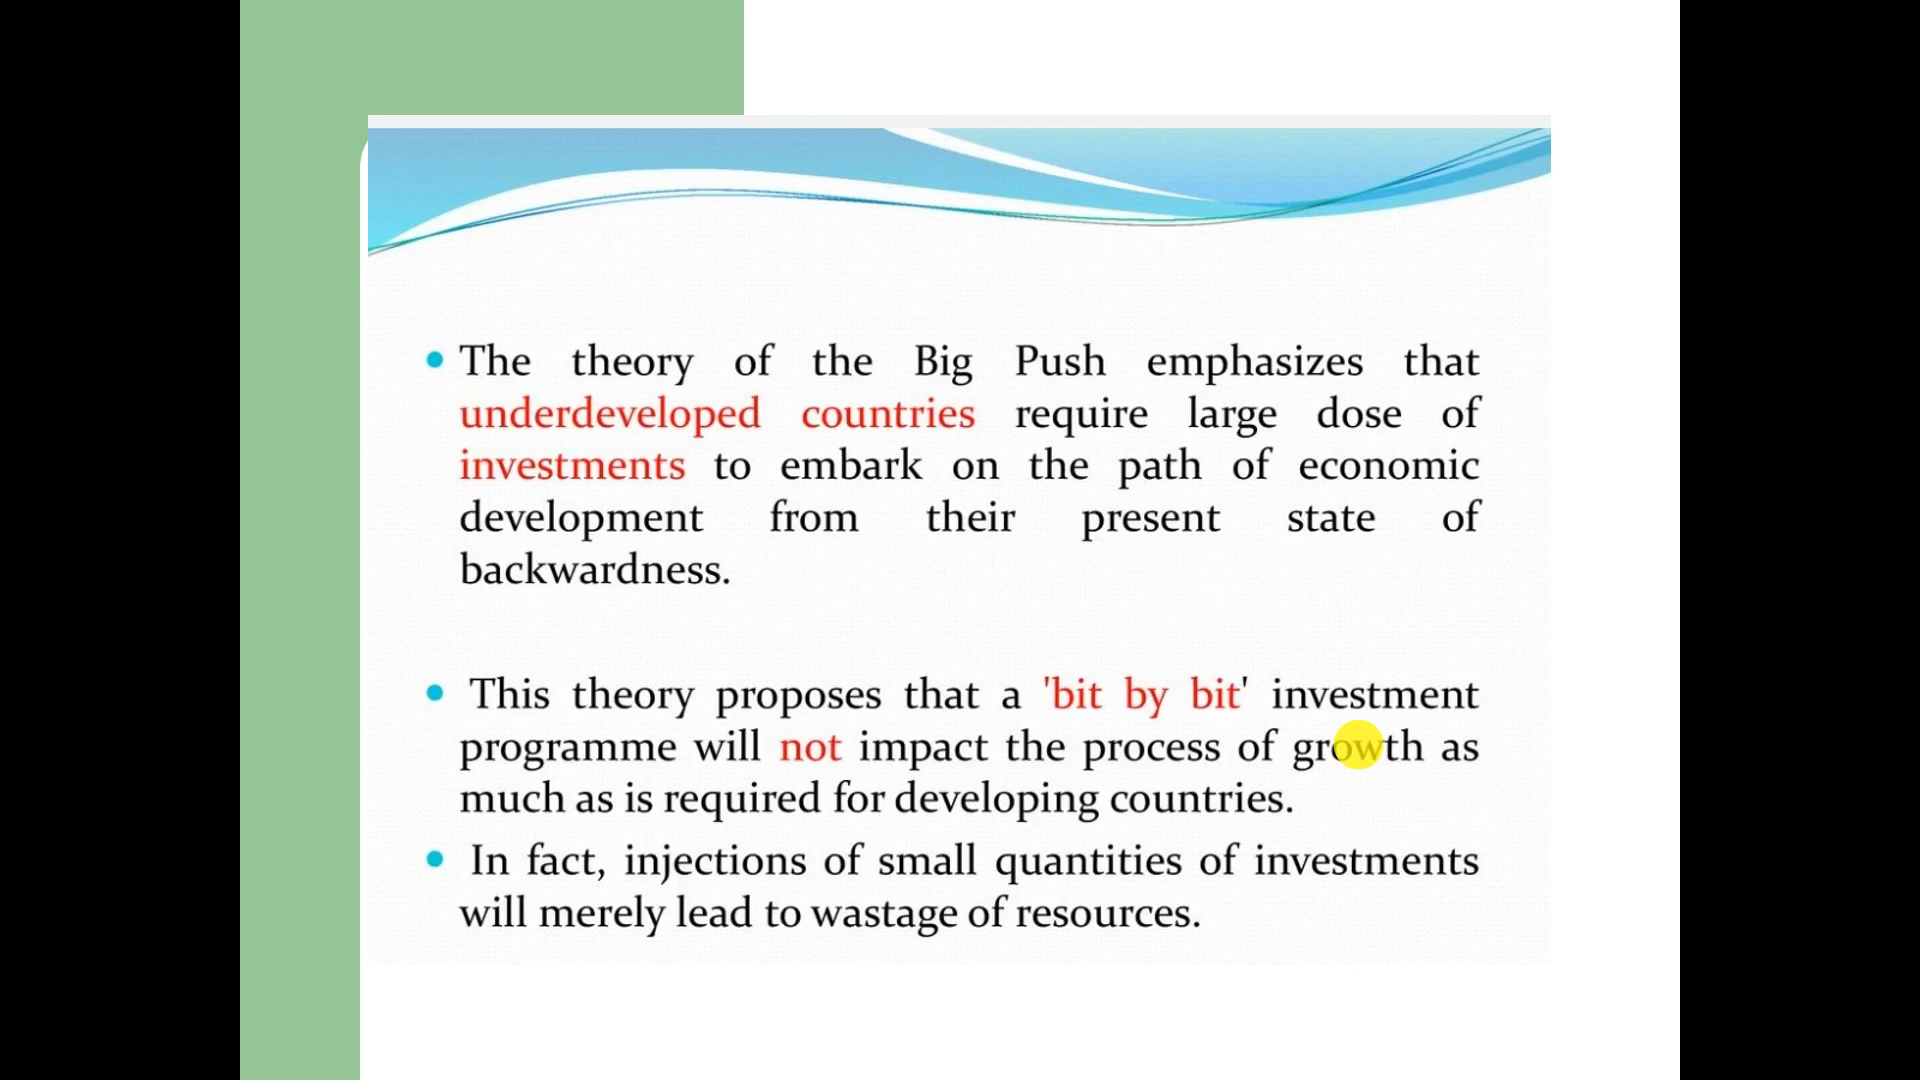 The theory of the Big Push emphasizes that
underdeveloped countries require large dose of
investments to embark on the path of economic
development from their present state of
backwardness.
This theory proposes that a 'bit by bit' investment
programme will not impact the process of growth as
much as is required for developing countries.
In fact, injections of small quantities of investments
will merely lead to wastage of resources.